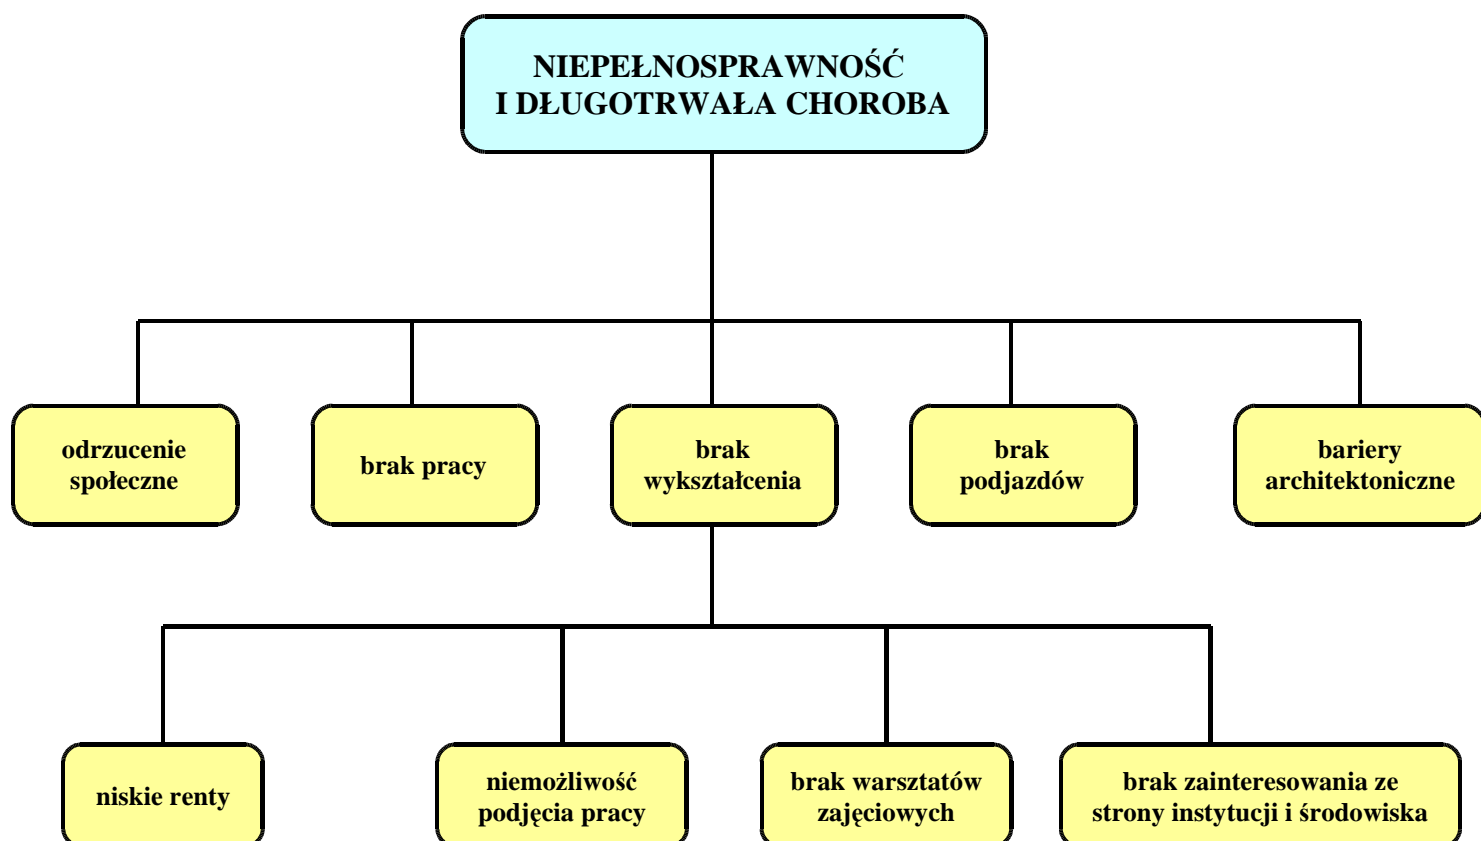 NIEPEŁNOSPRAWNOŚĆ
I DŁUGOTRWAŁA CHOROBA
odrzucenie
społeczne
brak pracy
brak
wykształcenia
brak
podjazdów
bariery
architektoniczne
niskie renty
niemożliwość
podjęcia pracy
brak warsztatów
zajęciowych
brak zainteresowania ze
strony instytucji i środowiska